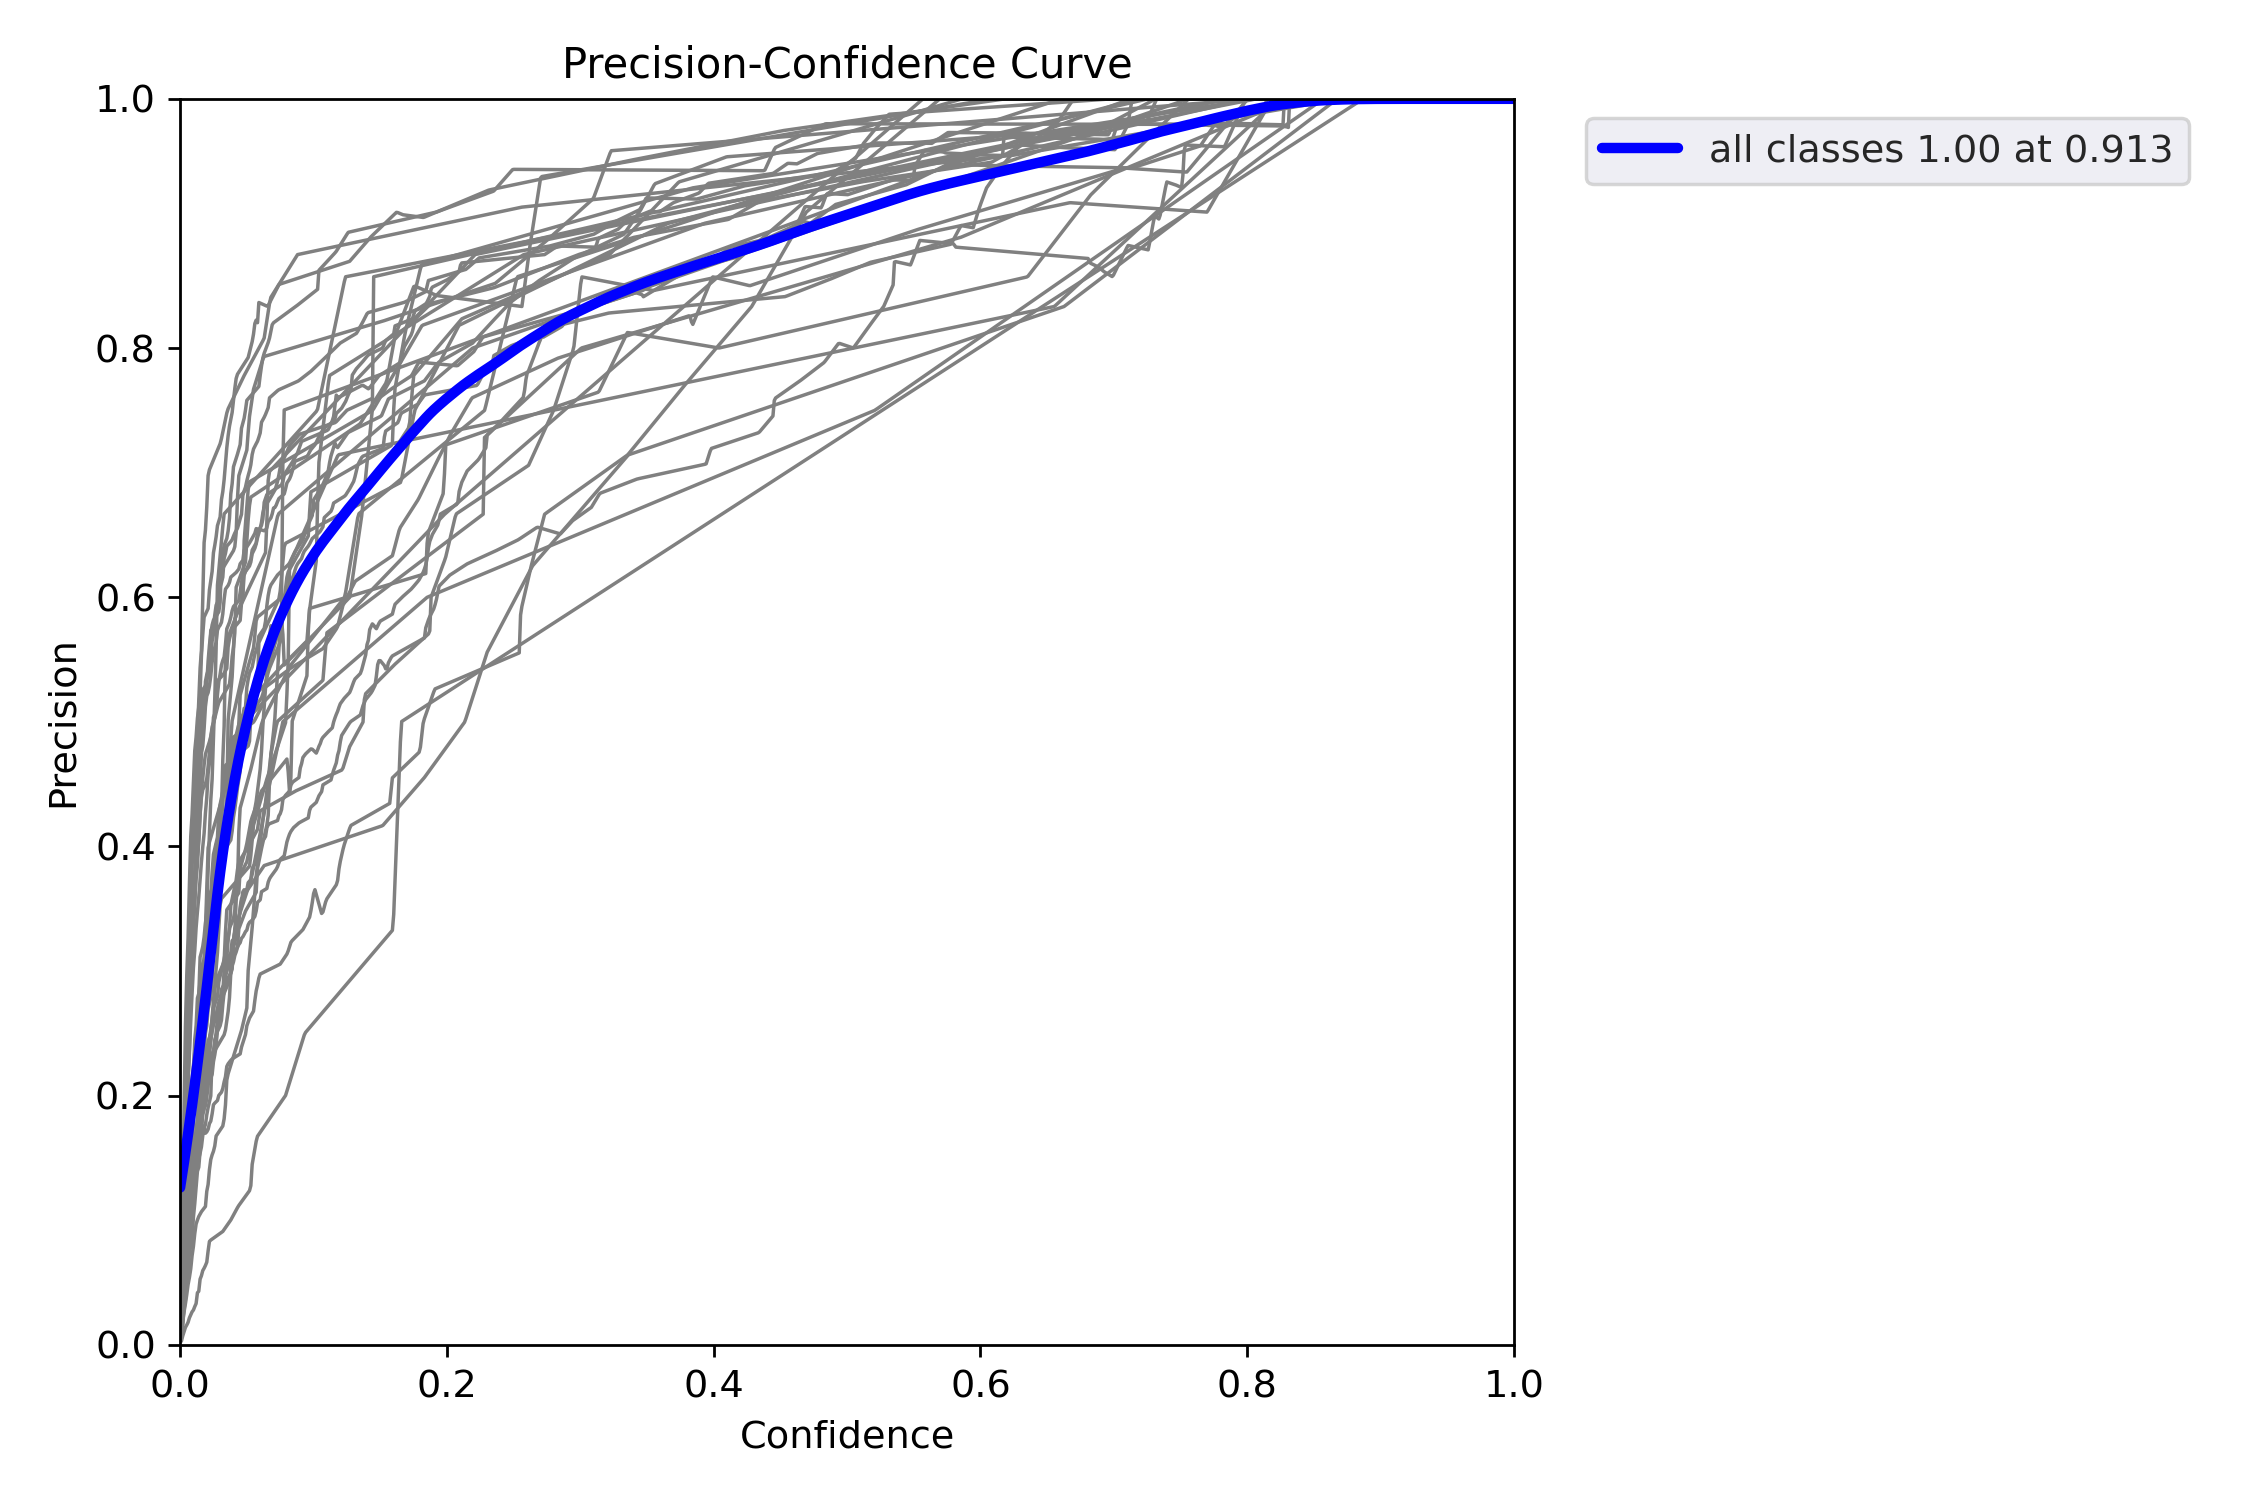 Precision-Confidence Curve
1.0
0.8
0.6
0.4
0.2
0.0
Precision
0.0 0.2 0.4 0.6 0.8 1.0
Confidence
all classes 1.00 at 0.913